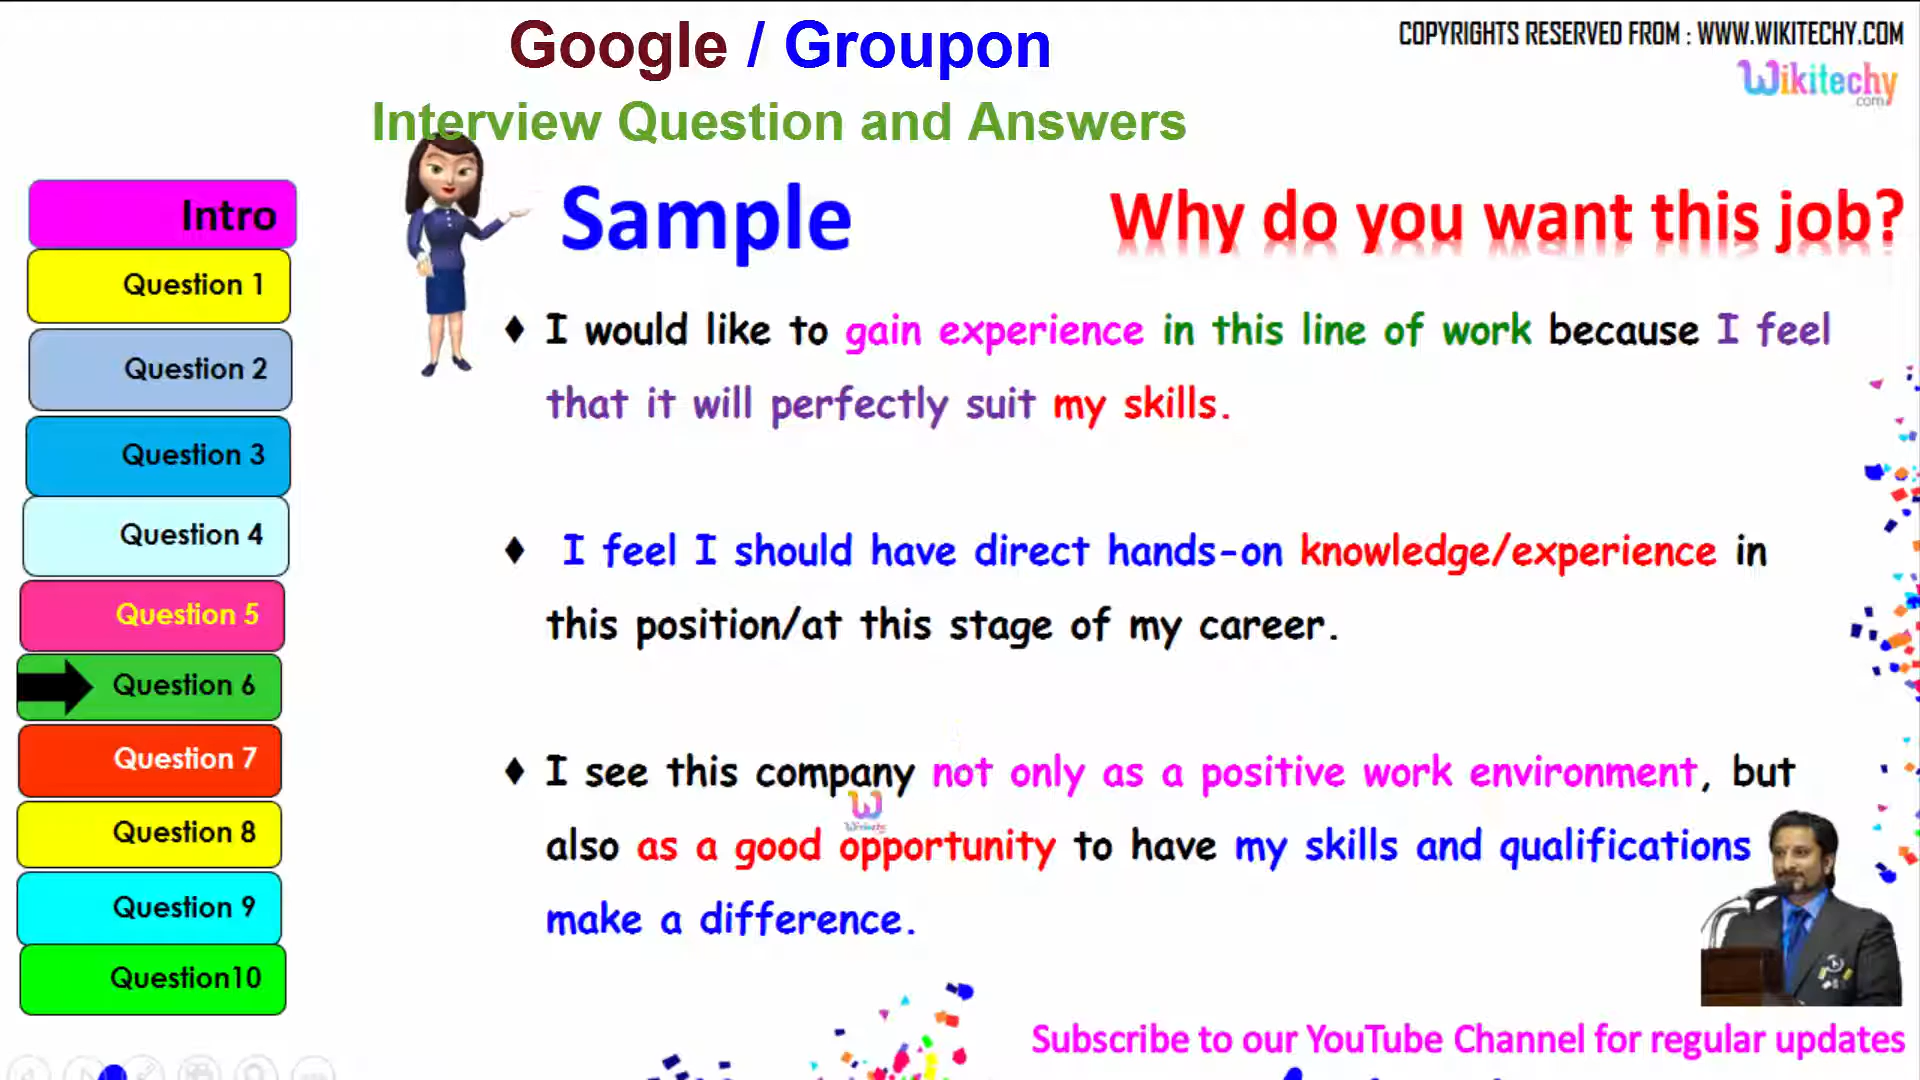 Google / Groupon
COPYRIGHTS RESERVED FROM : WWW.WIKITECHY.COM
Wikitechy
.com
Interview Question and Answers
Sample
Why do you want this job?
Intro
Question 1
Question 2
Question 3
Question 4
Question 5
Question 6
Question 7
Question 8
Question 9
Question10
♦ I would like to gain experience in this line of work because I feel
that it will perfectly suit my skills.
♦ I feel I should have direct hands-on knowledge/experience in
this position/at this stage of my career.
♦ I see this company not only as a positive work environment, but
also as a good opportunity to have my skills and qualifications
make a difference.
W
Wikitechy
Subscribe to our YouTube Channel for regular updates